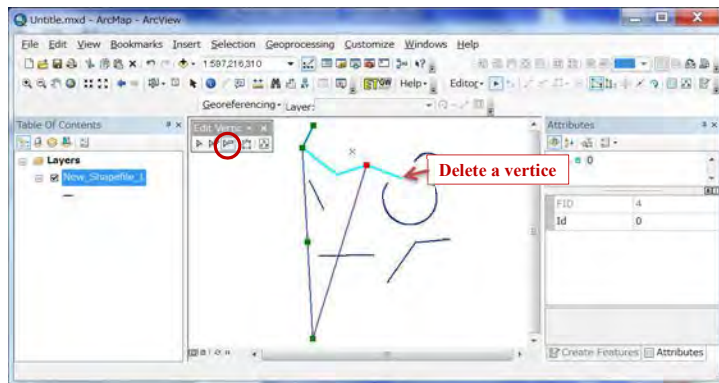 Untitle.mxd - ArcMap - ArcView
File Edit View Bookmarks Insert Selection Geoprocessing Customize Windows Help
1:597,216,310
Help
Editor
Georeferencing Layer:
Table Of Contents
Edit Vertic
Attributes
Layers
New_Shapefile_L
0
Delete a vertice
FID 4
Id 0
Create Features Attributes